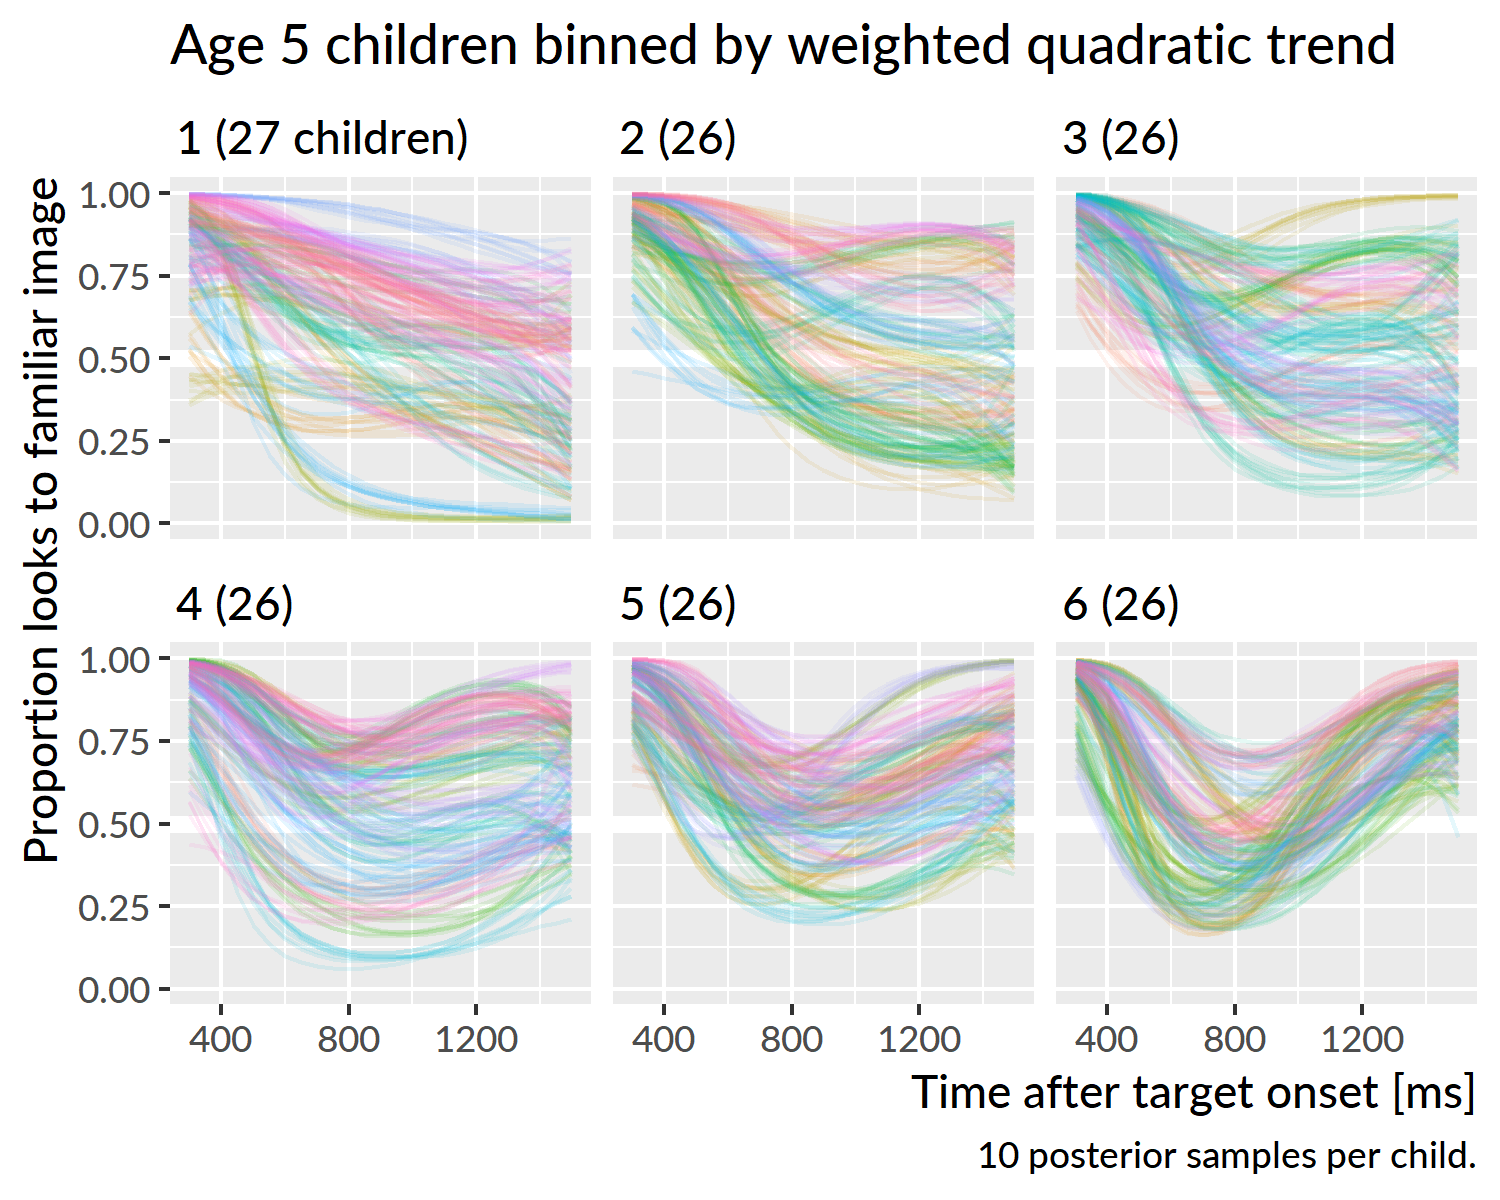 Age 5 children binned by weighted quadratic trend
1 (27 children)
2 (26)
3 (26)
Proportion looks to familiar image
1.00
0.75
0.50
0.25
0.00
4 (26)
5 (26)
6 (26)
1.00
0.75
0.50
0.25
0.00
400 800 1200
400 800 1200
400 800 1200
Time after target onset [ms]
10 posterior samples per child.